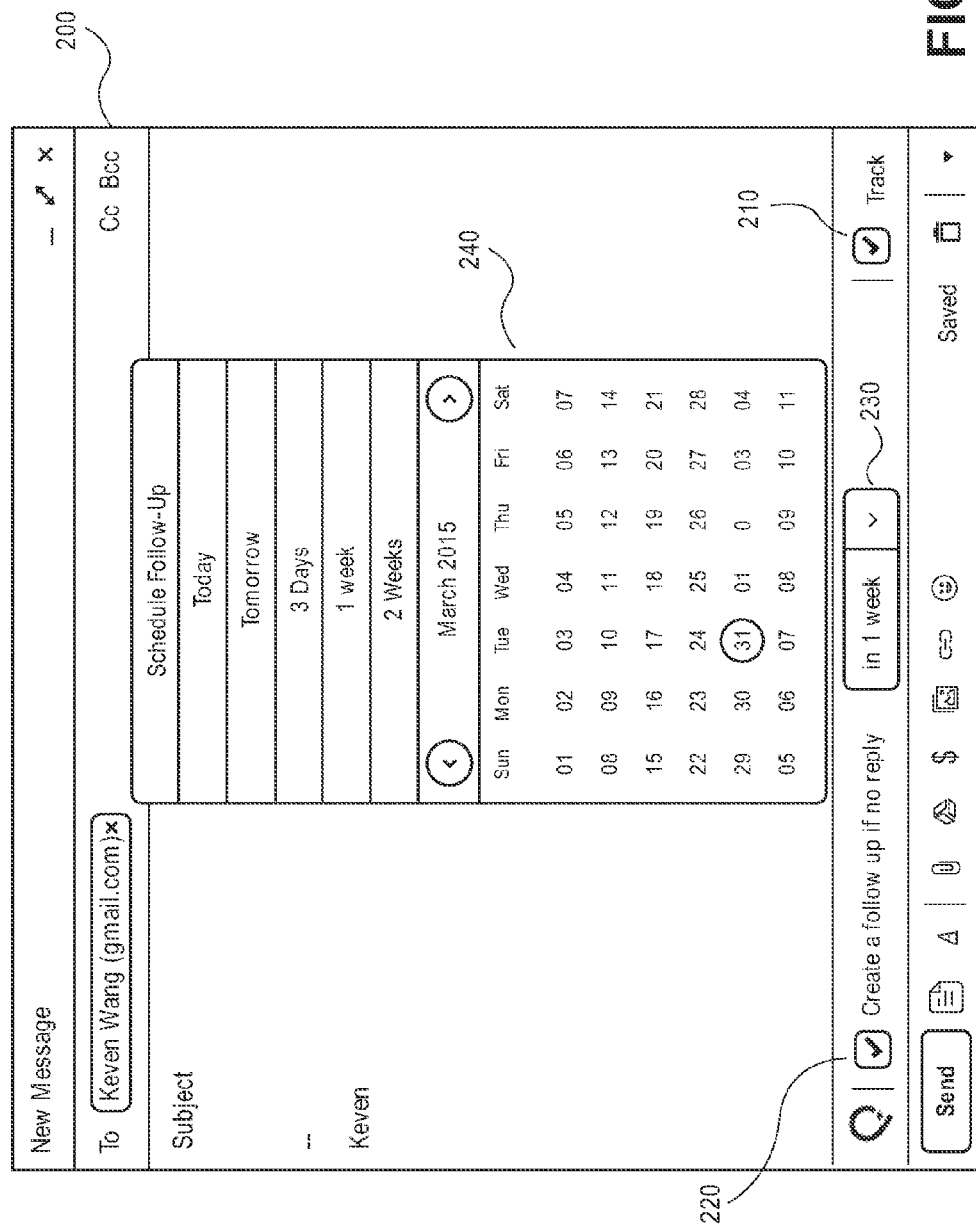 200
New Message
To Keven Wang (gmail.com)× Cc Bcc
Subject
--
Keven
Schedule Follow-Up
Today
Tomorrow
3 Days
1 week
2 Weeks
March 2015
240
Sun Mon Tue Wed Thu Fri Sat
01 02 03 04 05 06 07
08 09 10 11 12 13 14
15 16 17 18 19 20 21
22 23 24 25 26 27 28
29 30 31 01 0 03 04
05 06 07 08 09 10 11
210
220
Create a follow up if no reply in 1 week Track
230
Send A $ Saved